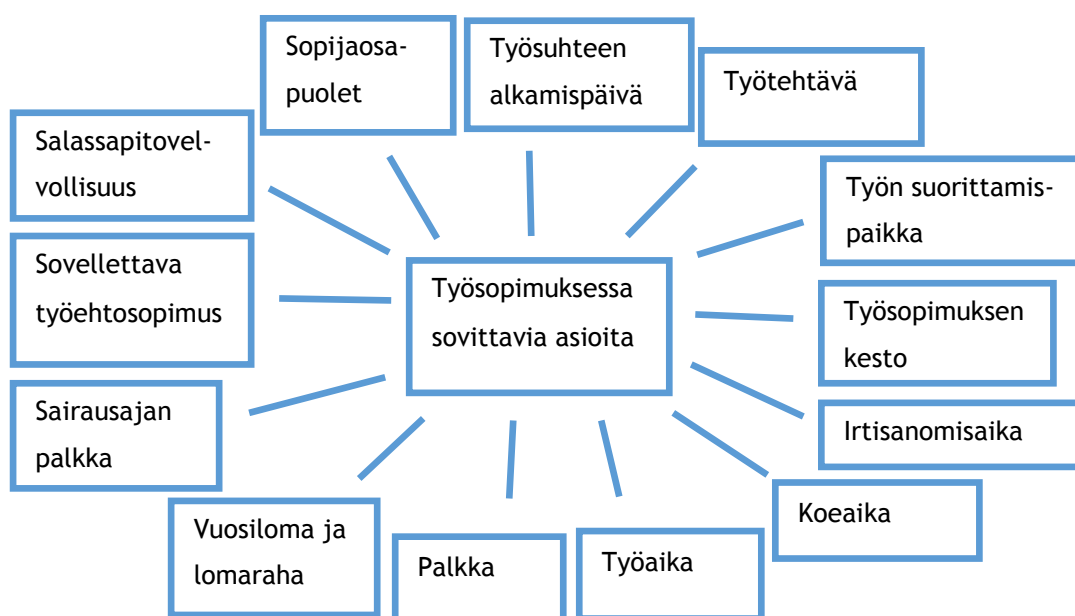 Sopijaosa-
puolet
Työsuhteen
alkamispäivä
Työtehtävä
Salassapitovel-
vollisuus
Työn suorittamis-
paikka
Sovellettava
työehtosopimus
Työsopimuksessa
sovittavia asioita
Työsopimuksen
kesto
Sairausajan
palkka
Irtisanomisaika
Vuosiloma ja
lomaraha
Palkka
Työaika
Koeaika